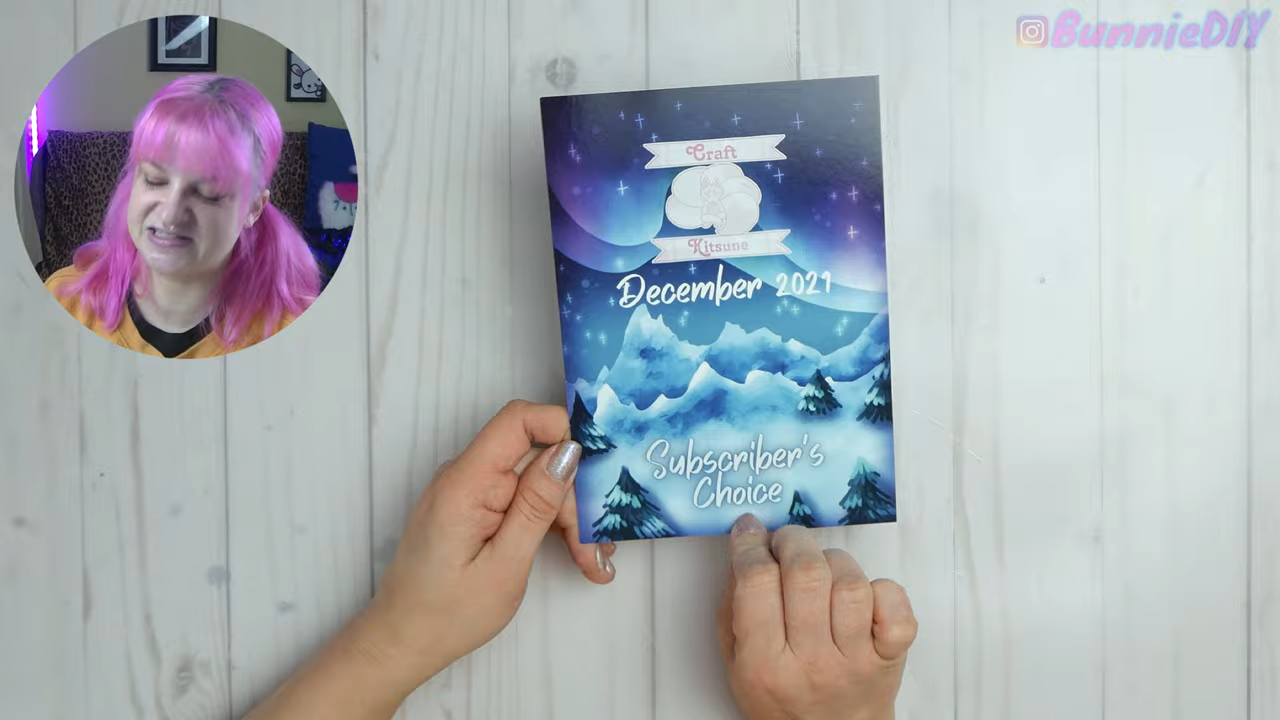 BunnieDIY
Craft
Kitsune
December 2021
Subscriber's
Choice